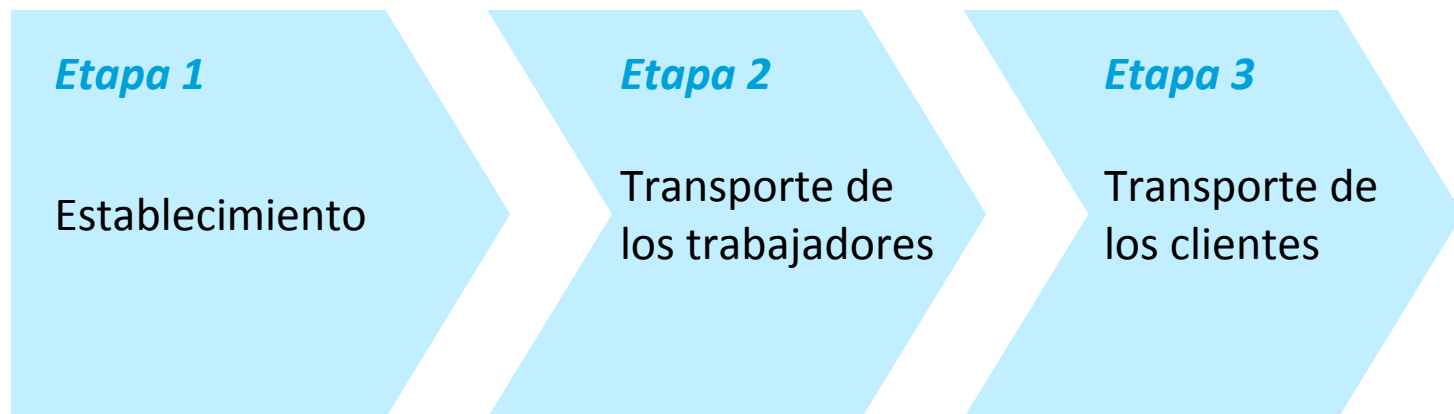 Etapa 1
Establecimiento
Etapa 2
Transporte de
los trabajadores
Etapa 3
Transporte de
los clientes